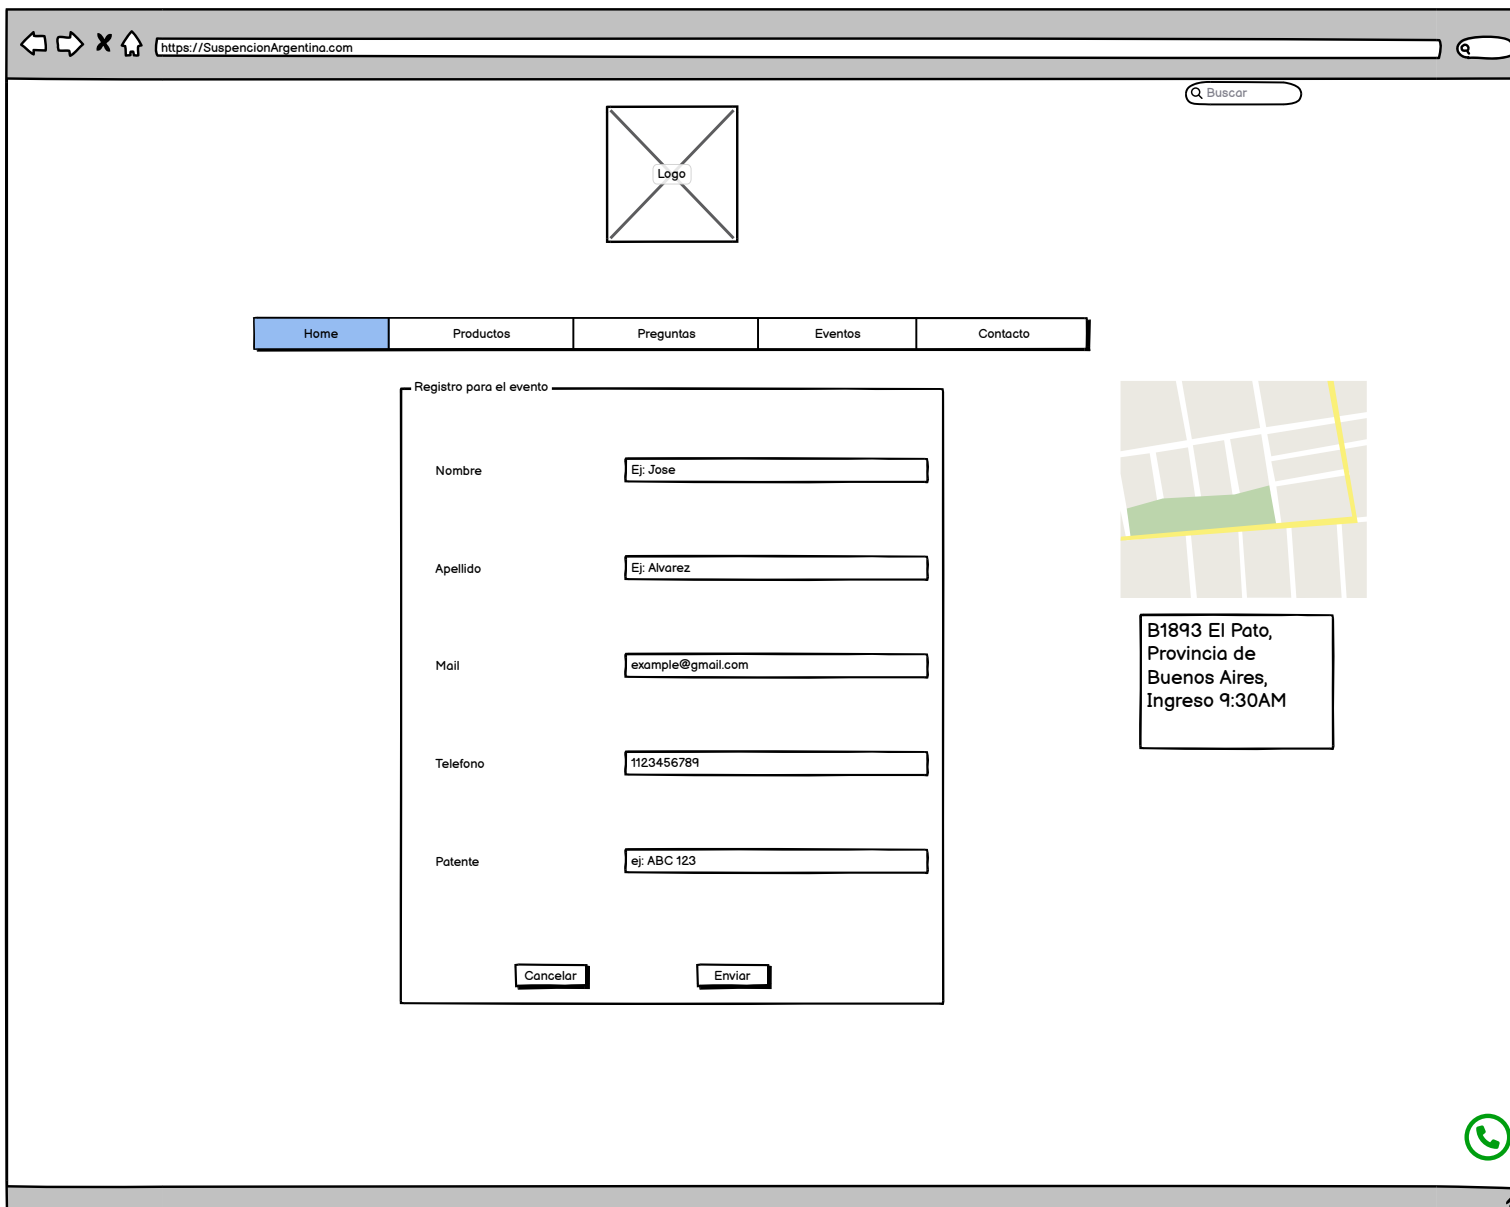 https://SuspencionArgentina.com
Buscar
Logo
Home
Productos
Preguntas
Eventos
Contacto
Registro para el evento
Nombre
Ej: Jose
Apellido
Ej: Alvarez
Mail
example@gmail.com
Telefono
1123456789
Patente
ej: ABC 123
Cancelar
Enviar
B1893 El Pato,
Provincia de
Buenos Aires,
Ingreso 9:30AM